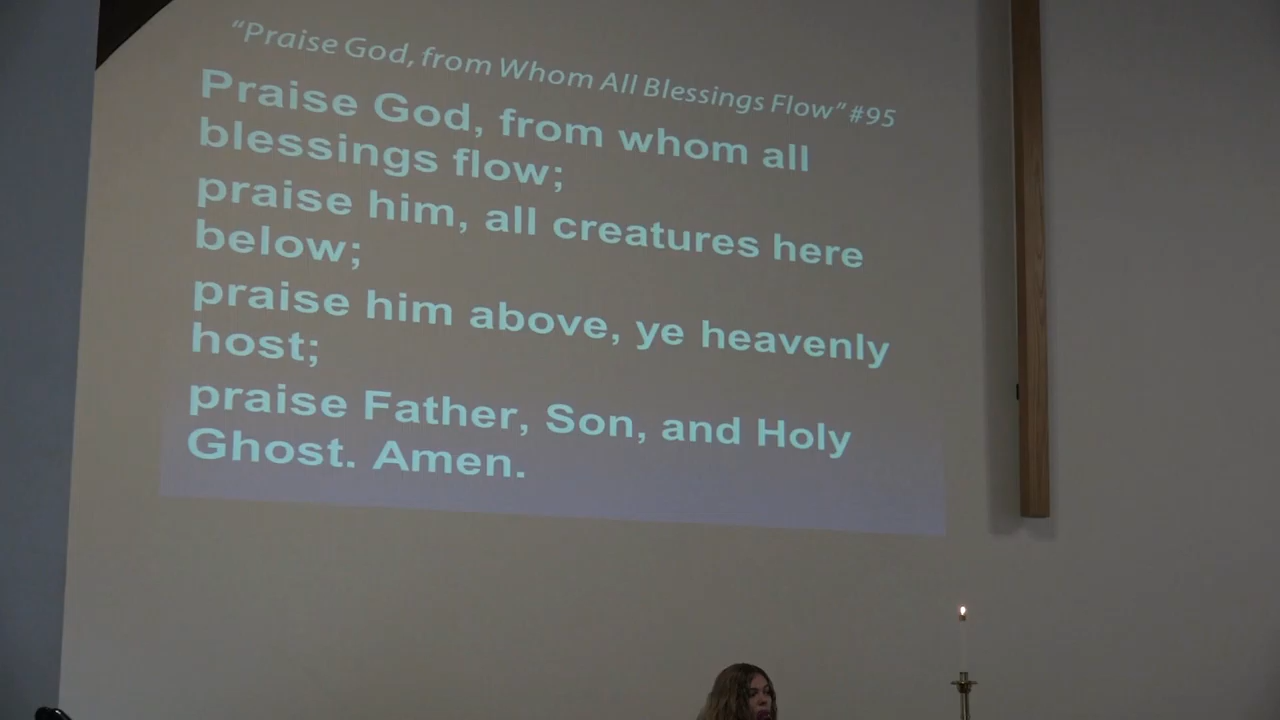 “Praise God, from Whom All Blessings Flow” #95
Praise God, from whom all
blessings flow;
praise him, all creatures here
below;
praise him above, ye heavenly
host;
praise Father, Son, and Holy
Ghost. Amen.